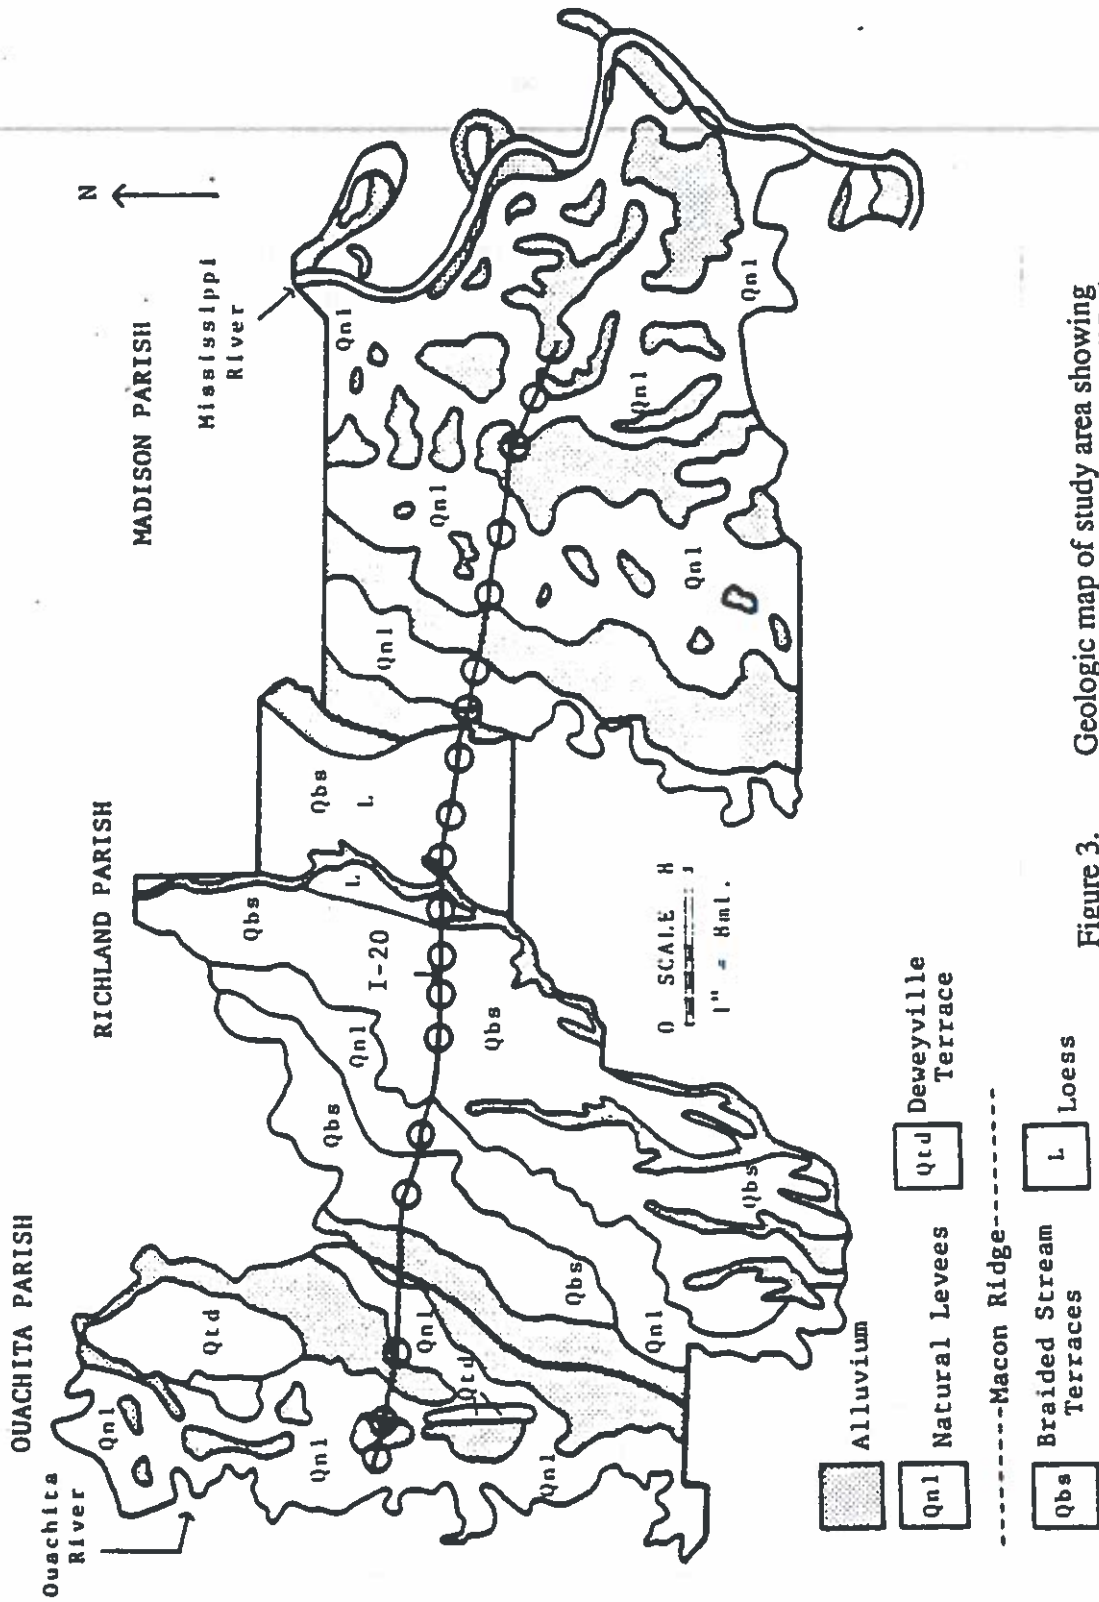 OUACHITA PARISH
RICHLAND PARISH
MADISON PARISH
N
Ouachita
River
Mississippi
River
Qnl
Qtd
Qnl
Qnl
Qtd
Qnl
Qbs
Qnl
Qbs
Qnl
Qbs
I-20
Qbs
L
Qbs
Qbs
L
Qnl
Qnl
Qnl
Qnl
Qnl
Qnl
0 SCALE 8
1" = 8mi.
Alluvium
Qnl Natural Levees
Qtd Deweyville
Terrace
------Macon Ridge------
Qbs Braided Stream
Terraces
L Loess
Figure 3. Geologic map of study area showing